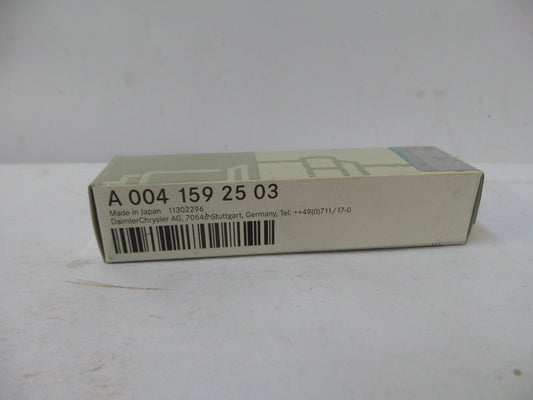 A 004 159 25 03
Made in Japan 11302296
DaimlerChrysler AG, 70546 Stuttgart, Germany, Tel. ++49(0)711/17-0